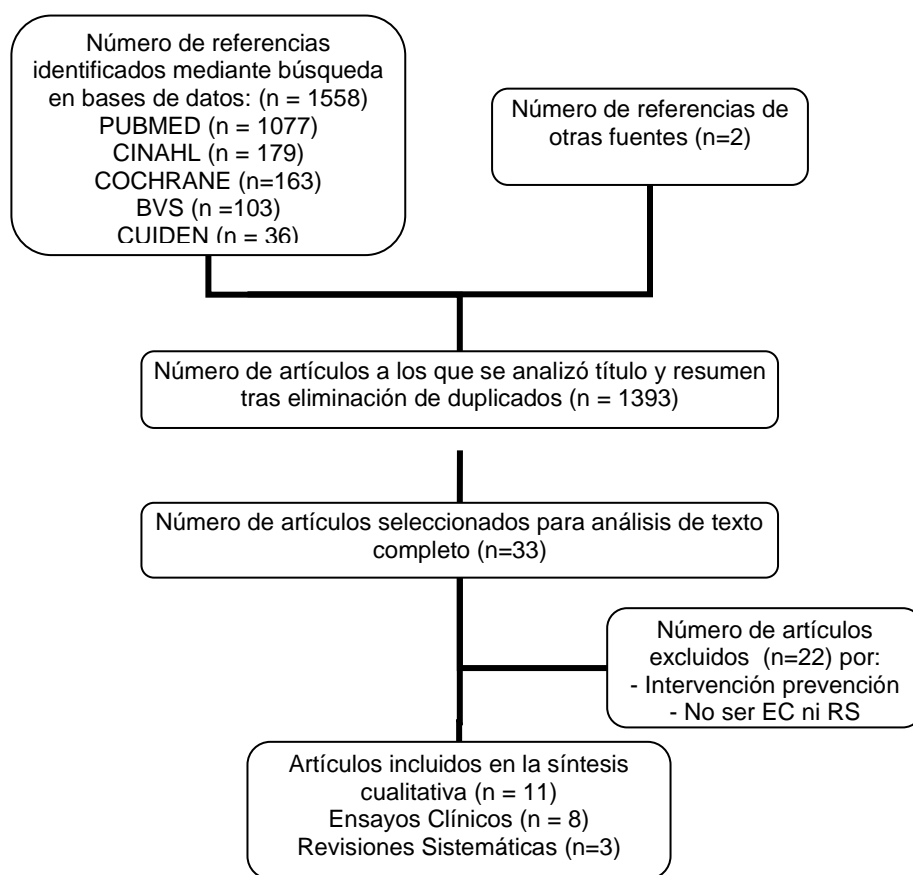 Número de referencias
identificados mediante búsqueda
en bases de datos: (n = 1558)
PUBMED (n = 1077)
CINAHL (n = 179)
COCHRANE (n=163)
BVS (n =103)
CUIDEN (n = 36)
Número de referencias de
otras fuentes (n=2)
Número de artículos a los que se analizó título y resumen
tras eliminación de duplicados (n = 1393)
Número de artículos seleccionados para análisis de texto
completo (n=33)
Número de artículos
excluidos (n=22) por:
- Intervención prevención
- No ser EC ni RS
Artículos incluidos en la síntesis
cualitativa (n = 11)
Ensayos Clínicos (n = 8)
Revisiones Sistemáticas (n=3)